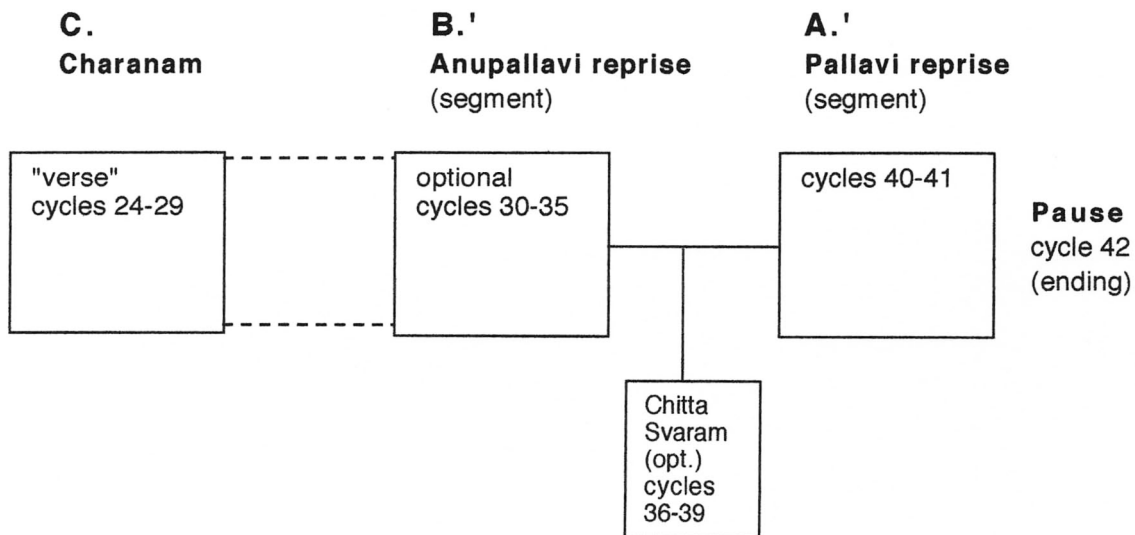 C.
Charanam
B.'
Anupallavi reprise
(segment)
A.'
Pallavi reprise
(segment)
"verse"
cycles 24-29
optional
cycles 30-35
cycles 40-41
Pause
cycle 42
(ending)
Chitta
Svaram
(opt.)
cycles
36-39